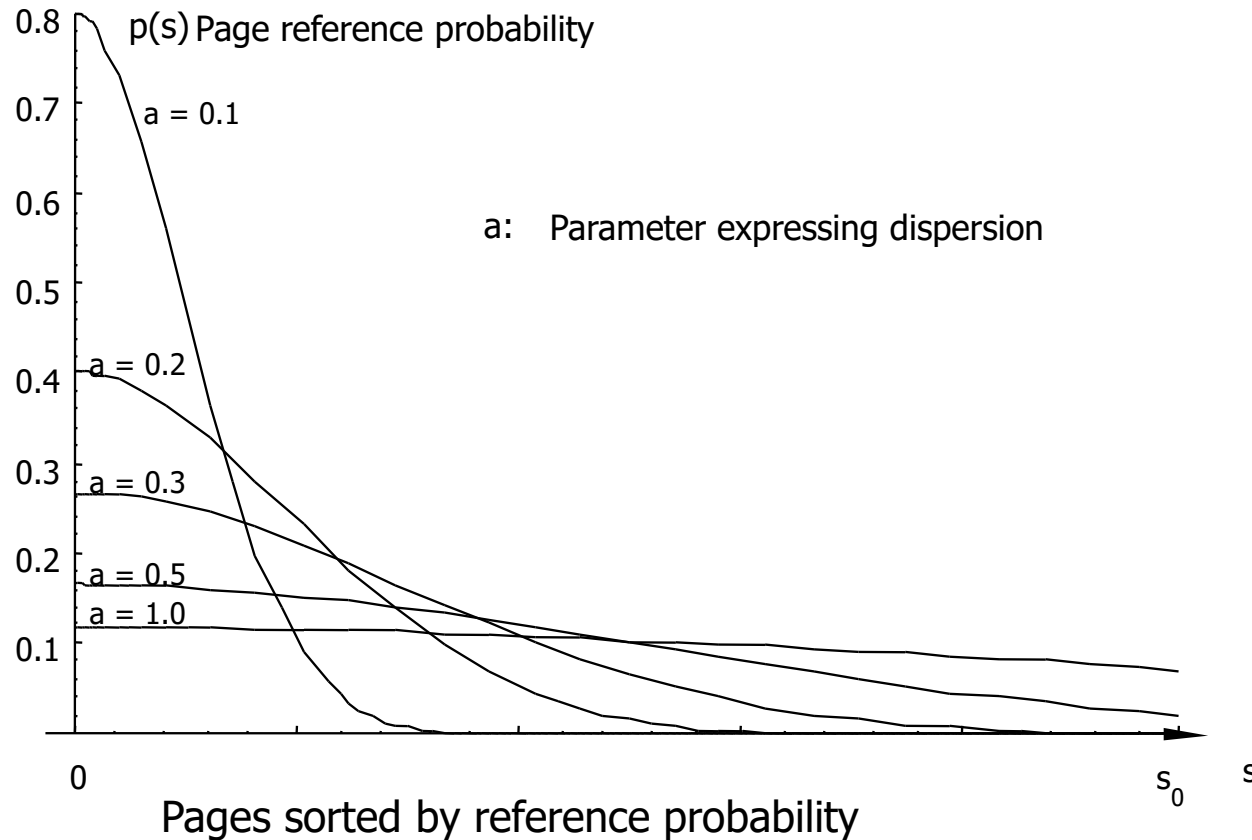 0.8
p(s) Page reference probability
0.7
a = 0.1
0.6
a: Parameter expressing dispersion
0.5
0.4
a = 0.2
0.3
a = 0.3
0.2
a = 0.5
a = 1.0
0.1
0
s0
s
Pages sorted by reference probability